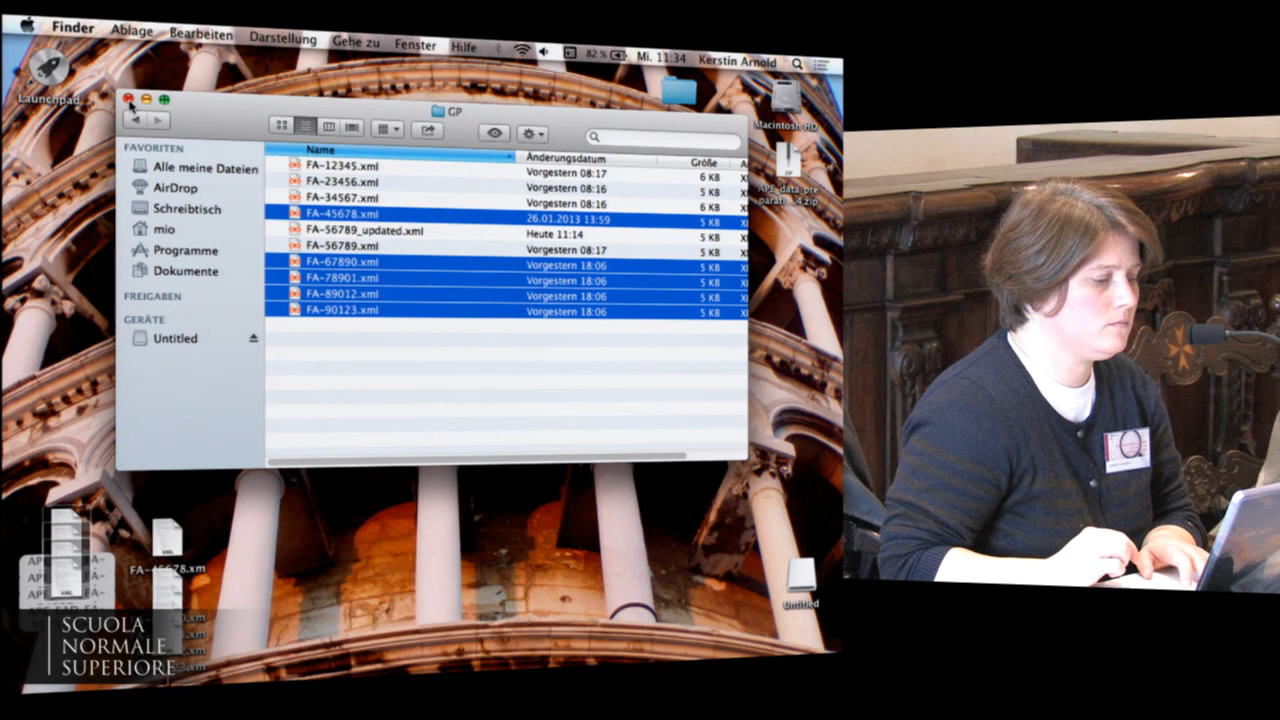 Finder Ablage Bearbeiten Darstellung Gehe zu Fenster Hilfe 82 % Mi. 11:34 Kerstin Arnold
Launchpad
GP
Macintosh HD
FAVORITEN
Alle meine Dateien
AirDrop
Schreibtisch
mio
Programme
Dokumente
FREIGABEN
GERÄTE
Untitled
Name Änderungsdatum Größe A
FA-12345.xml Vorgestern 08:17 6 KB X
FA-23456.xml Vorgestern 08:16 5 KB X
FA-34567.xml Vorgestern 08:16 6 KB X
FA-45678.xml 26.01.2013 13:59 5 KB X
FA-56789_updated.xml Heute 11:14 5 KB X
FA-56789.xml Vorgestern 08:17 5 KB X
FA-67890.xml Vorgestern 18:06 5 KB X
FA-78901.xml Vorgestern 18:06 5 KB X
FA-89012.xml Vorgestern 18:06 5 KB X
FA-90123.xml Vorgestern 18:06 5 KB X
ZIP
APE_data_pre
parati...4.zip
XML
Untitled
SCUOLA
NORMALE
SUPERIORE